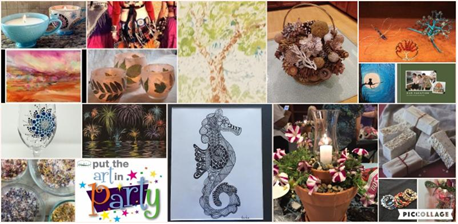 put the
art in
Party
PICCOLLAGE